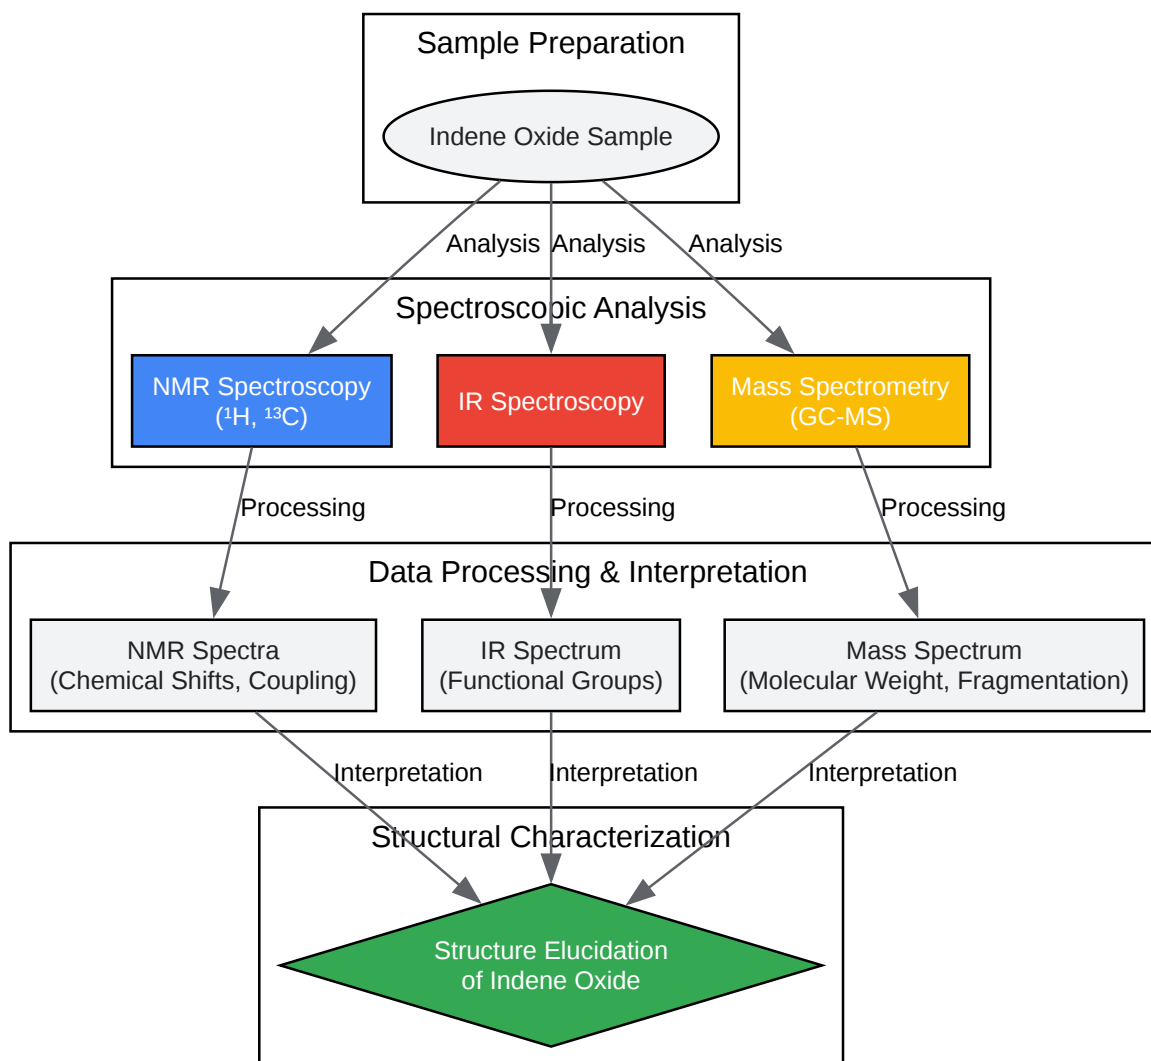 Sample Preparation
Indene Oxide Sample
Analysis
Analysis
Analysis
Spectroscopic Analysis
NMR Spectroscopy
(¹H, ¹³C)
IR Spectroscopy
Mass Spectrometry
(GC-MS)
Processing
Processing
Processing
Data Processing & Interpretation
NMR Spectra
(Chemical Shifts, Coupling)
IR Spectrum
(Functional Groups)
Mass Spectrum
(Molecular Weight, Fragmentation)
Interpretation
Interpretation
Interpretation
Structural Characterization
Structure Elucidation
of Indene Oxide